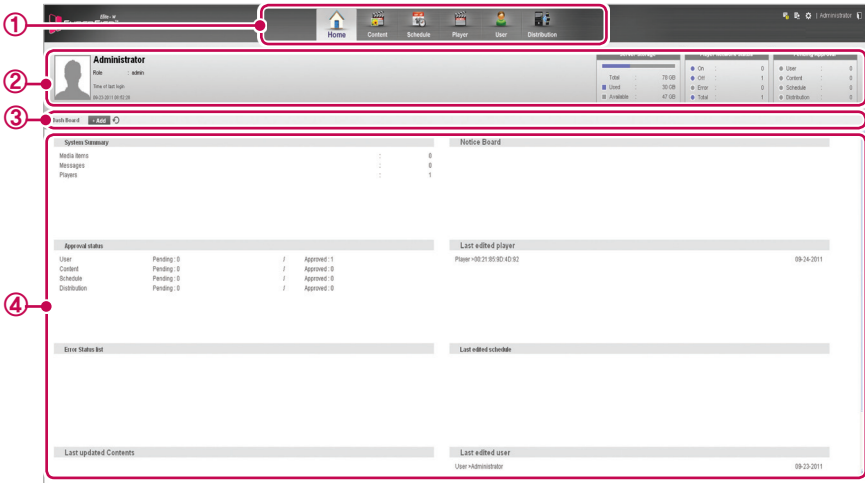 ①
Elite - W
Administrator
Home Content Schedule Player User Distribution
②
Administrator
Role : admin
Time of last login
09-23-2011
Total : 78 GB
Used : 30 GB
Available : 47 GB
On : 0
Off : 1
Error : 0
Total : 1
User : 0
Content : 0
Schedule : 0
Distribution : 0
③
Dash Board + Add
④
System Summary
Media Items : 0
Messages : 0
Players : 1
Notice Board
Approval status
User Pending : 0 / Approved : 1
Content Pending : 0 / Approved : 0
Schedule Pending : 0 / Approved : 0
Distribution Pending : 0 / Approved : 0
Last edited player
Player >00:21:85:9D:4D:92 09-24-2011
Error Status list
Last edited schedule
Last updated Contents
Last edited user
User >Administrator 09-23-2011